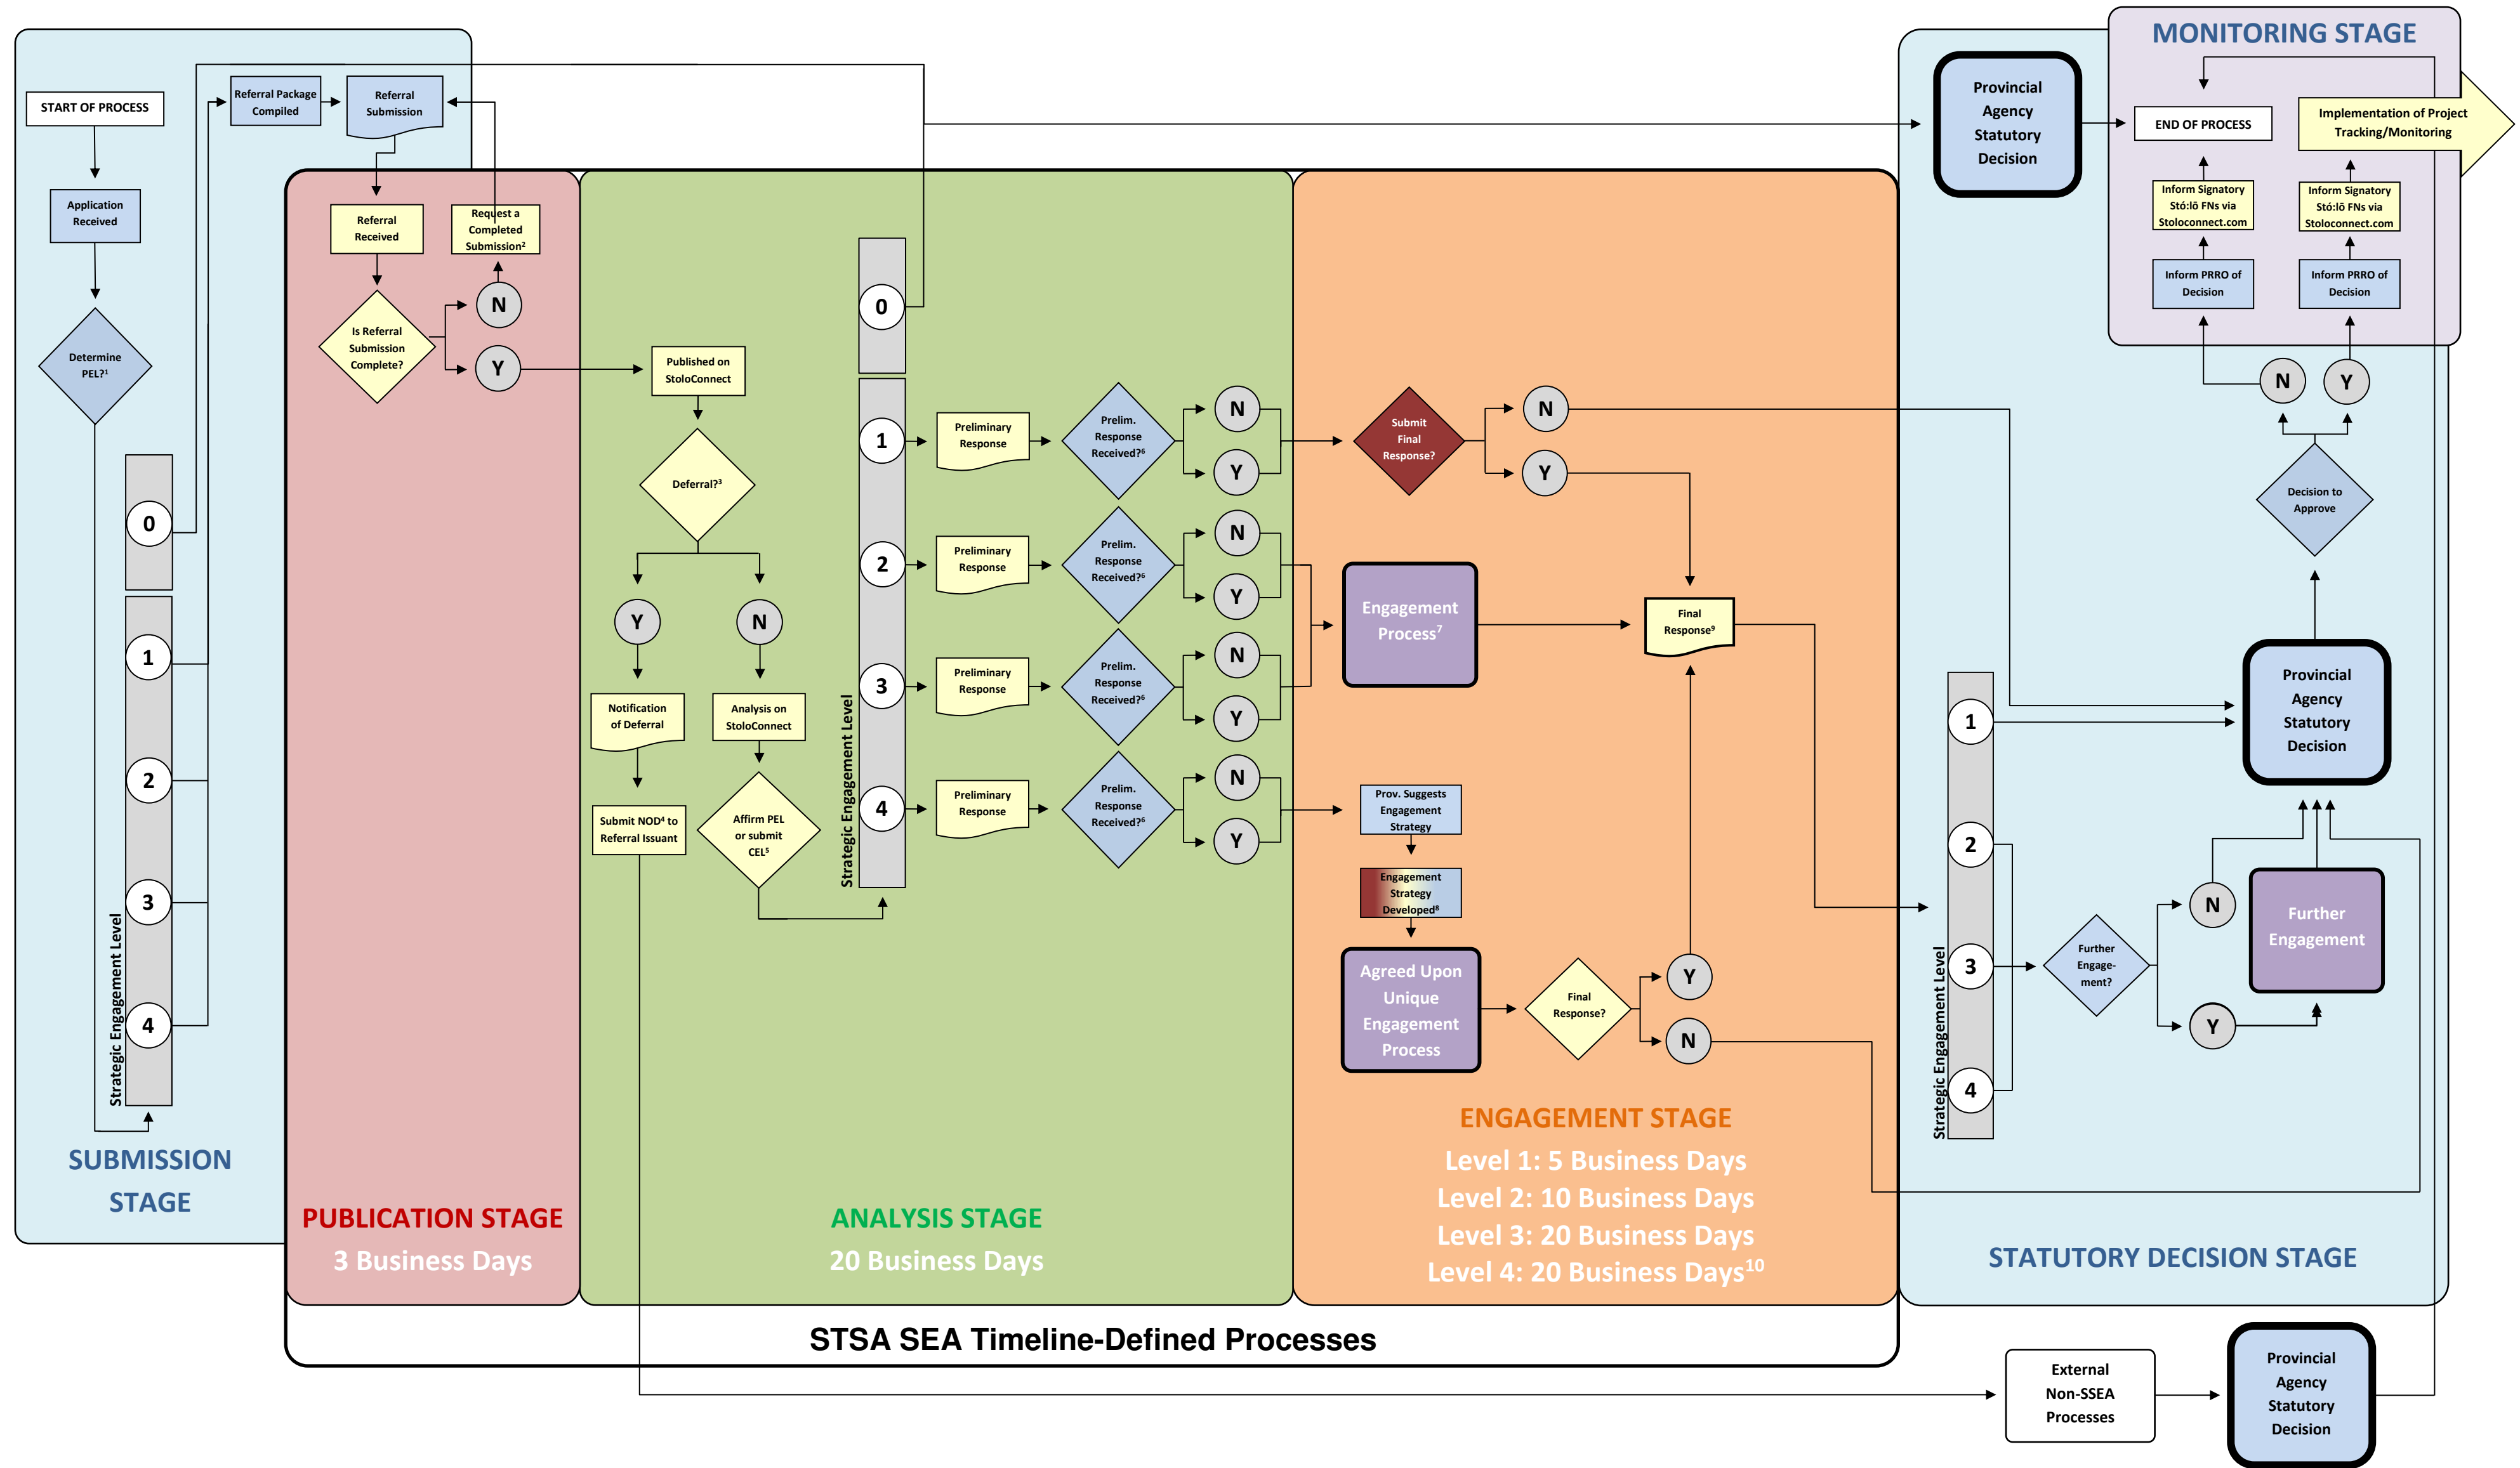 START OF PROCESS
Application
Received
Determine
PEL?¹
0
1
2
3
4
Strategic Engagement Level
SUBMISSION
STAGE
Referral Package
Compiled
Referral
Submission
Referral
Received
Request a
Completed
Submission²
Is Referral
Submission
Complete?
N
Y
PUBLICATION STAGE
3 Business Days
Published on
StoloConnect
Deferral?³
Y
N
Notification
of Deferral
Analysis on
StoloConnect
Submit NOD⁴ to
Referral Issuant
Affirm PEL
or submit
CEL⁵
Strategic Engagement Level
0
1
2
3
4
Preliminary
Response
Prelim.
Response
Received?⁶
N
Y
Preliminary
Response
Prelim.
Response
Received?⁶
N
Y
Preliminary
Response
Prelim.
Response
Received?⁶
N
Y
Preliminary
Response
Prelim.
Response
Received?⁶
N
Y
ANALYSIS STAGE
20 Business Days
Submit
Final
Response?
N
Y
Engagement
Process⁷
Final
Response⁹
Prov. Suggests
Engagement
Strategy
Engagement
Strategy
Developed⁸
Agreed Upon
Unique
Engagement
Process
Final
Response?
Y
N
ENGAGEMENT STAGE
Level 1: 5 Business Days
Level 2: 10 Business Days
Level 3: 20 Business Days
Level 4: 20 Business Days¹⁰
STSA SEA Timeline-Defined Processes
Provincial
Agency
Statutory
Decision
MONITORING STAGE
END OF PROCESS
Implementation of Project
Tracking/Monitoring
Inform Signatory
Stó:lō FNs via
Stoloconnect.com
Inform Signatory
Stó:lō FNs via
Stoloconnect.com
Inform PRRO of
Decision
Inform PRRO of
Decision
N
Y
Decision to
Approve
Provincial
Agency
Statutory
Decision
Strategic Engagement Level
1
2
3
4
Further
Engage-
ment?
N
Y
Further
Engagement
STATUTORY DECISION STAGE
External
Non-SSEA
Processes
Provincial
Agency
Statutory
Decision